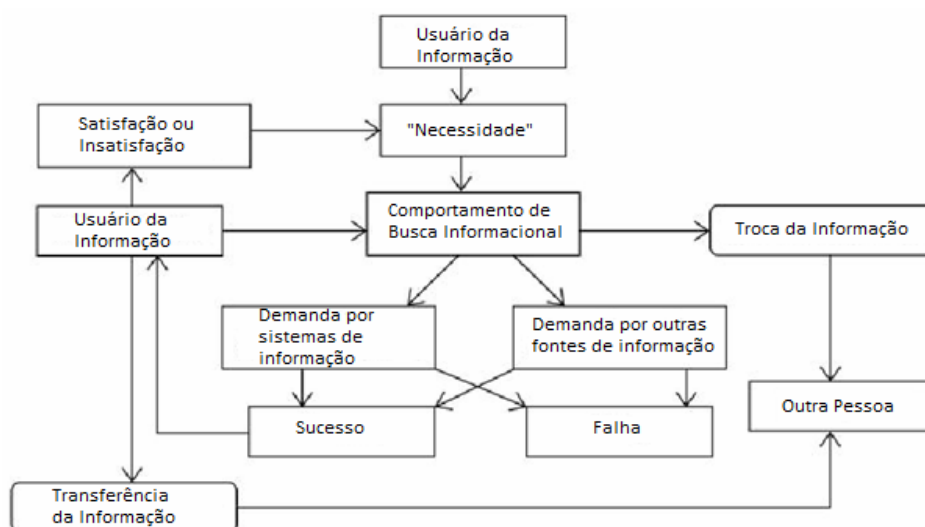 Usuário da
Informação
Satisfação ou
Insatisfação
"Necessidade"
Usuário da
Informação
Comportamento de
Busca Informacional
Troca da Informação
Demanda por
sistemas de
informação
Demanda por outras
fontes de informação
Sucesso
Falha
Outra Pessoa
Transferência
da Informação